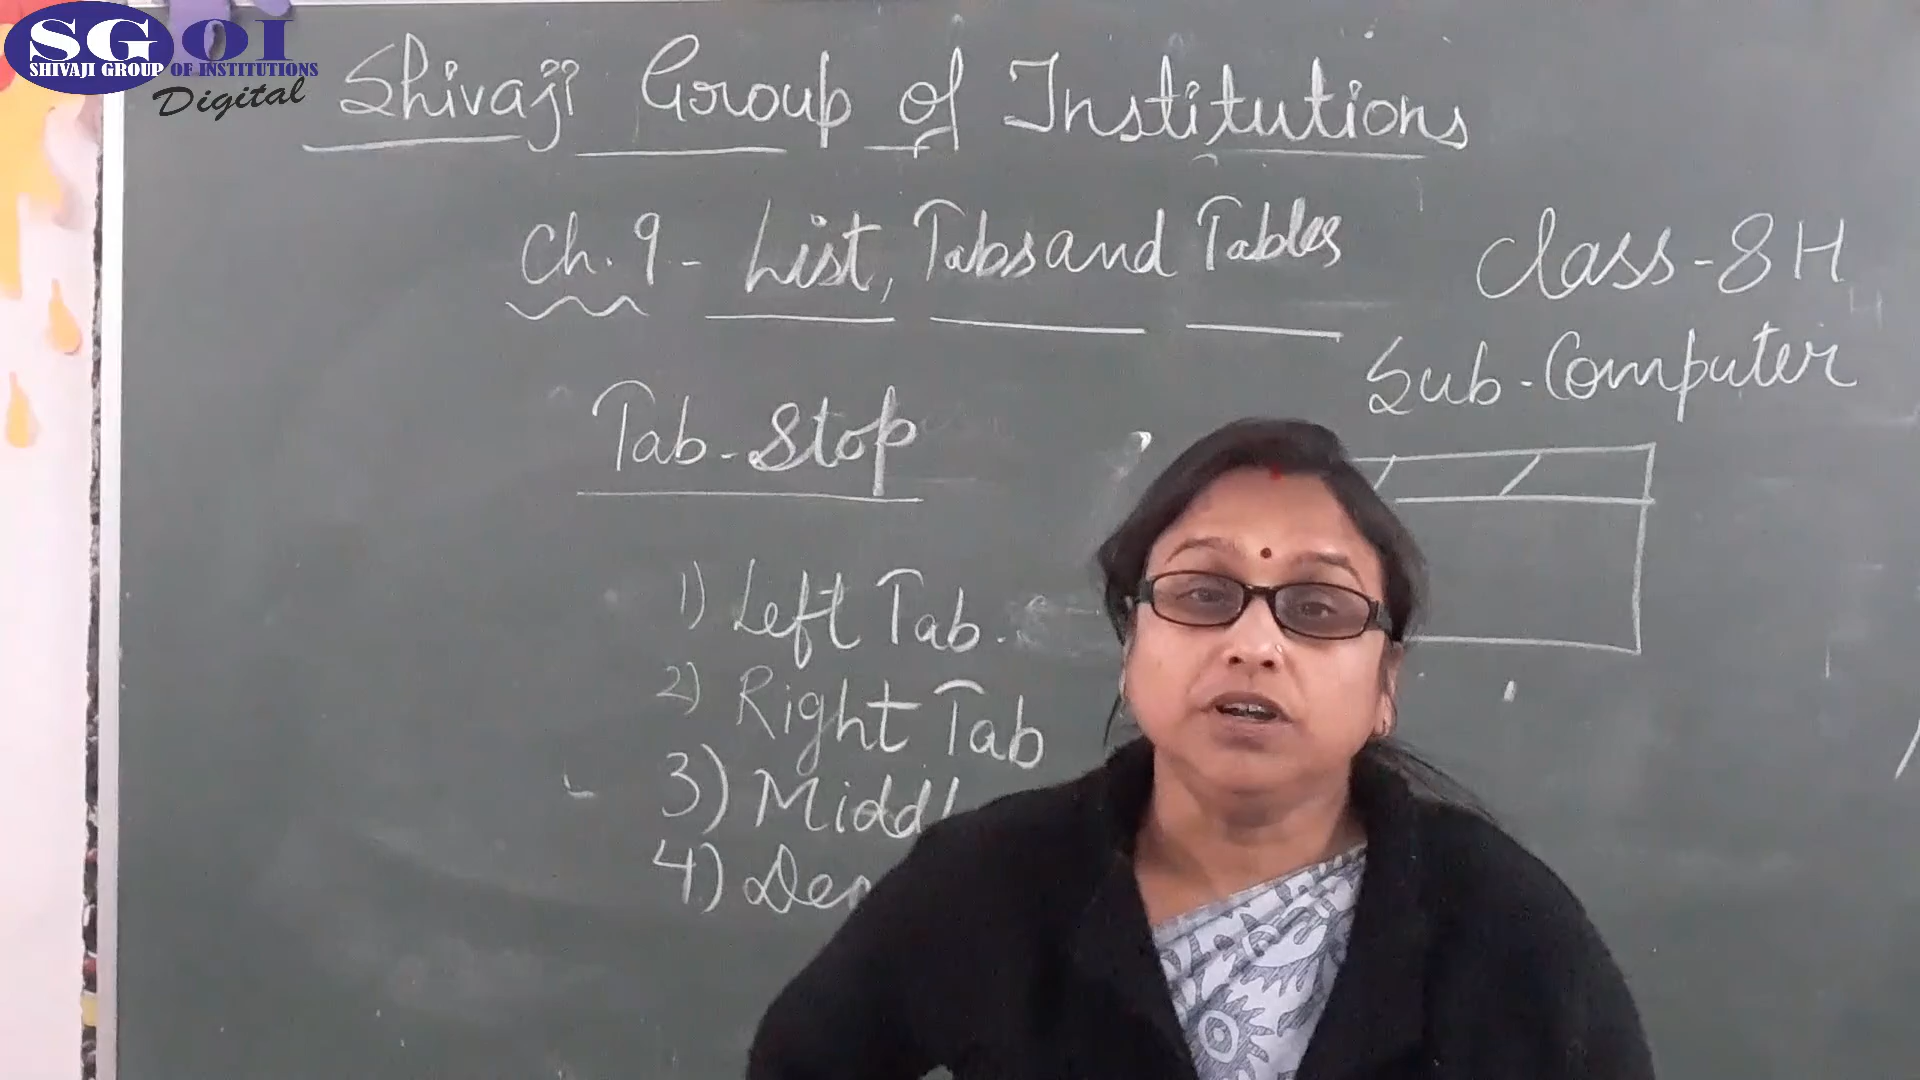 SGOI
SHIVAJI GROUP OF INSTITUTIONS
Digital
Shivaji Group of Institutions
Ch. 9 - List, Tabs and Tables
Class - 8 H
Sub - Computer
Tab - Stop
1) Left Tab.
2) Right Tab
3) Middl
4) De